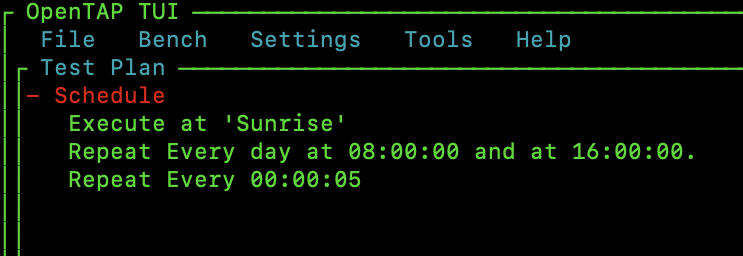 OpenTAP TUI
File Bench Settings Tools Help
Test Plan
- Schedule
Execute at 'Sunrise'
Repeat Every day at 08:00:00 and at 16:00:00.
Repeat Every 00:00:05